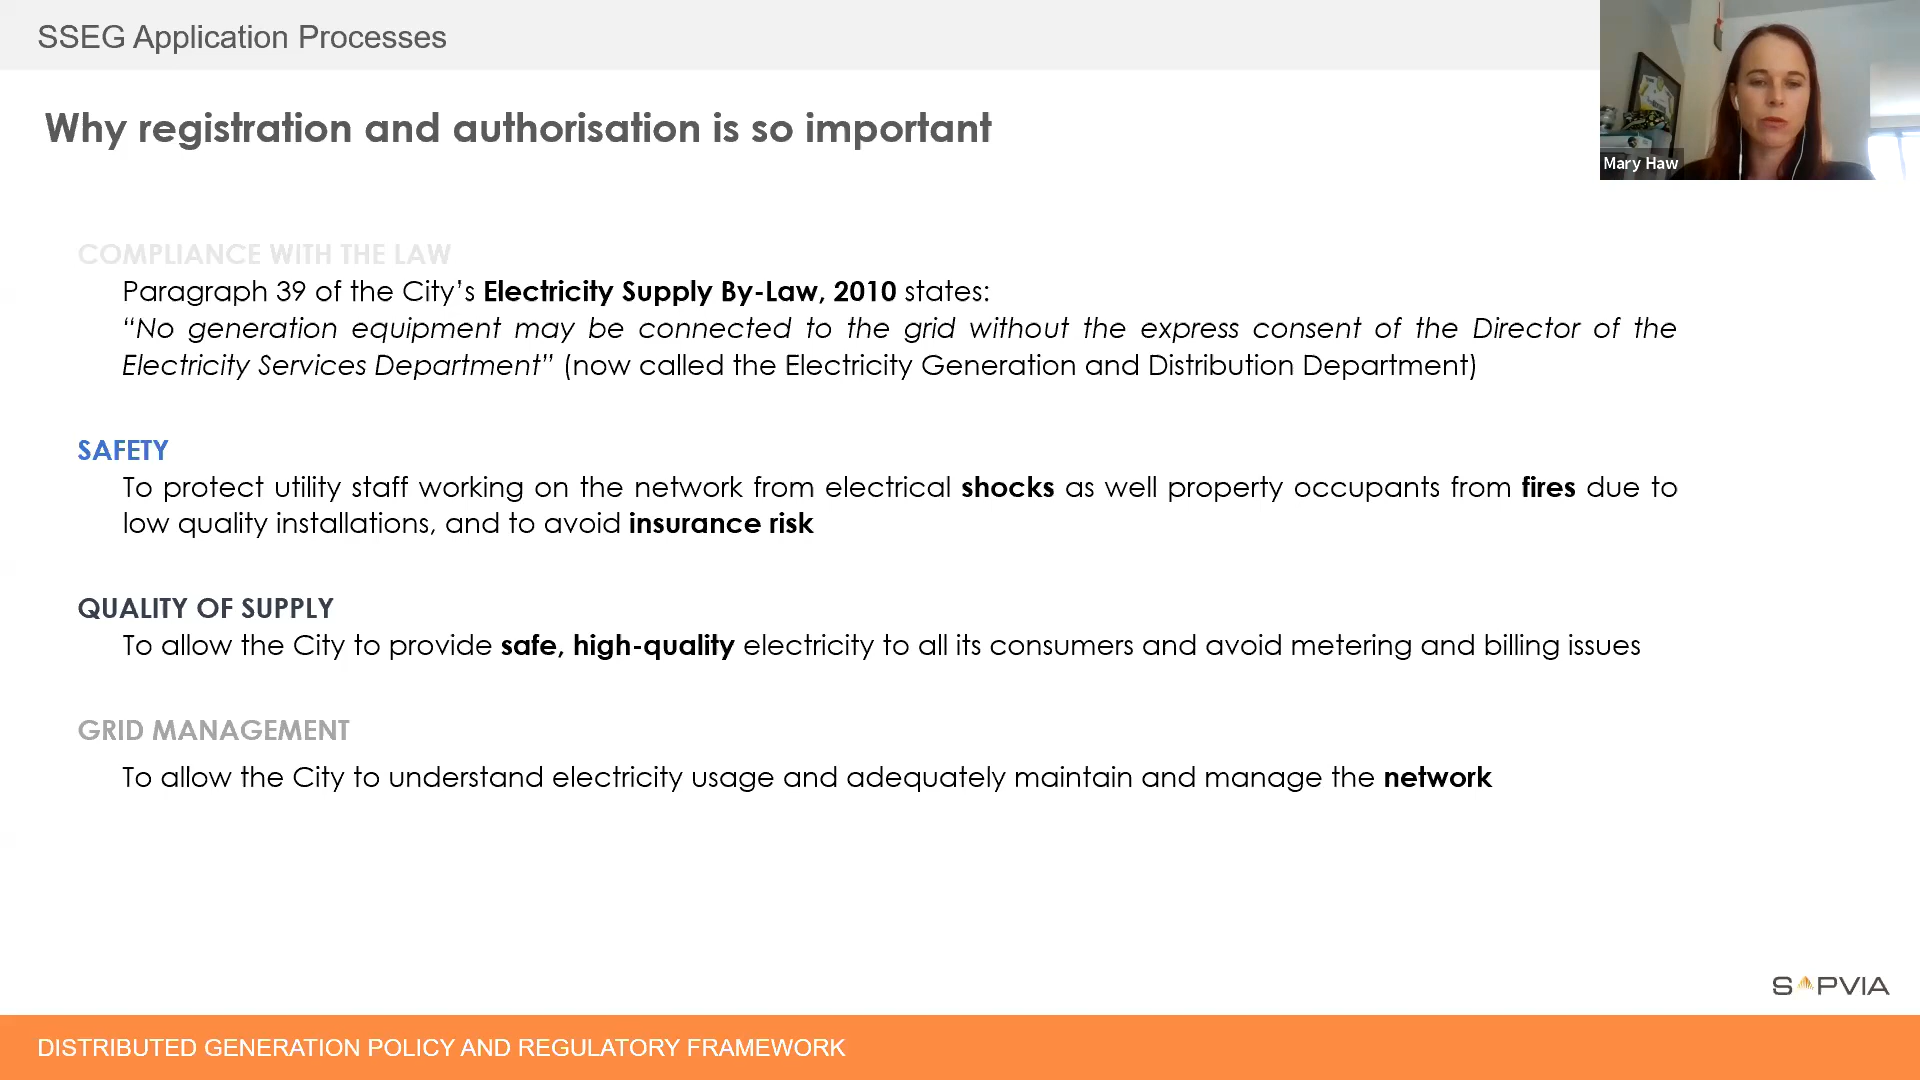 SSEG Application Processes
Why registration and authorisation is so important
Mary Haw
COMPLIANCE WITH THE LAW
Paragraph 39 of the City’s Electricity Supply By-Law, 2010 states:
“No generation equipment may be connected to the grid without the express consent of the Director of the
Electricity Services Department” (now called the Electricity Generation and Distribution Department)
SAFETY
To protect utility staff working on the network from electrical shocks as well property occupants from fires due to
low quality installations, and to avoid insurance risk
QUALITY OF SUPPLY
To allow the City to provide safe, high-quality electricity to all its consumers and avoid metering and billing issues
GRID MANAGEMENT
To allow the City to understand electricity usage and adequately maintain and manage the network
SAPVIA
DISTRIBUTED GENERATION POLICY AND REGULATORY FRAMEWORK